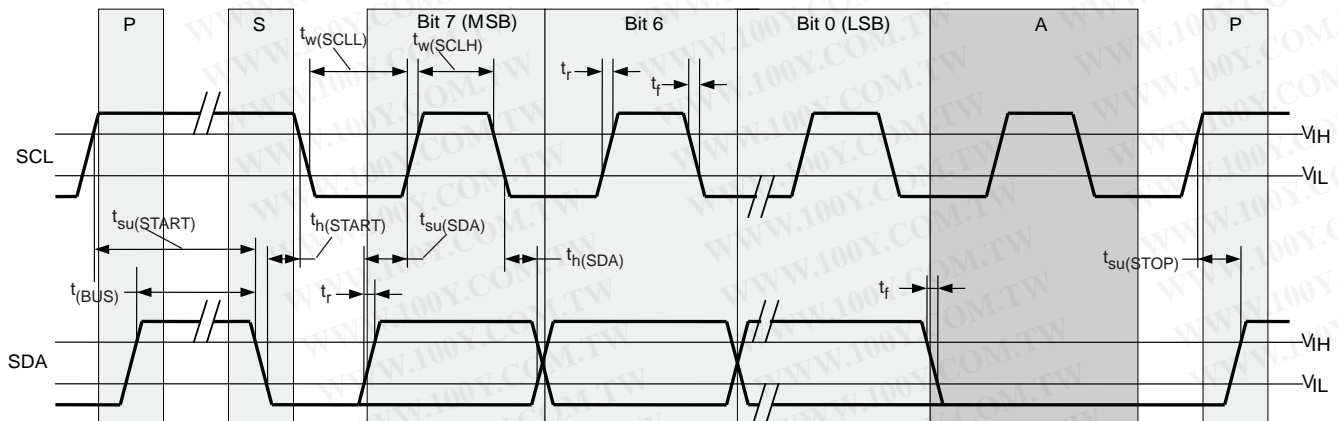 P S Bit 7 (MSB) Bit 6 Bit 0 (LSB) A P
tw(SCLL) tw(SCLH) tr tf
SCL VIH
VIL
tsu(START) th(START) tsu(SDA) th(SDA) tsu(STOP)
t(BUS) tr tf
SDA VIH
VIL
WWW.100Y.COM.TW